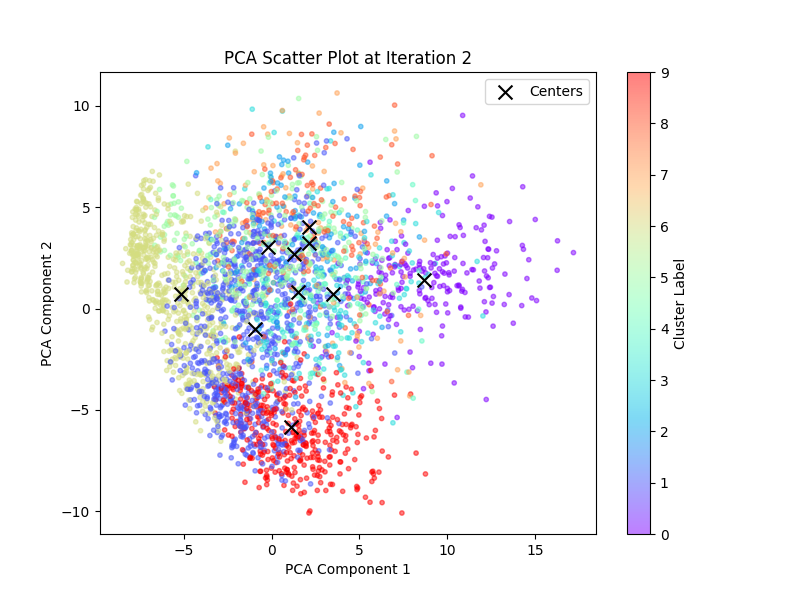 PCA Scatter Plot at Iteration 2
Centers
PCA Component 2
10
5
0
−5
−10
−5 0 5 10 15
PCA Component 1
9
8
7
6
5
4
3
2
1
0
Cluster Label